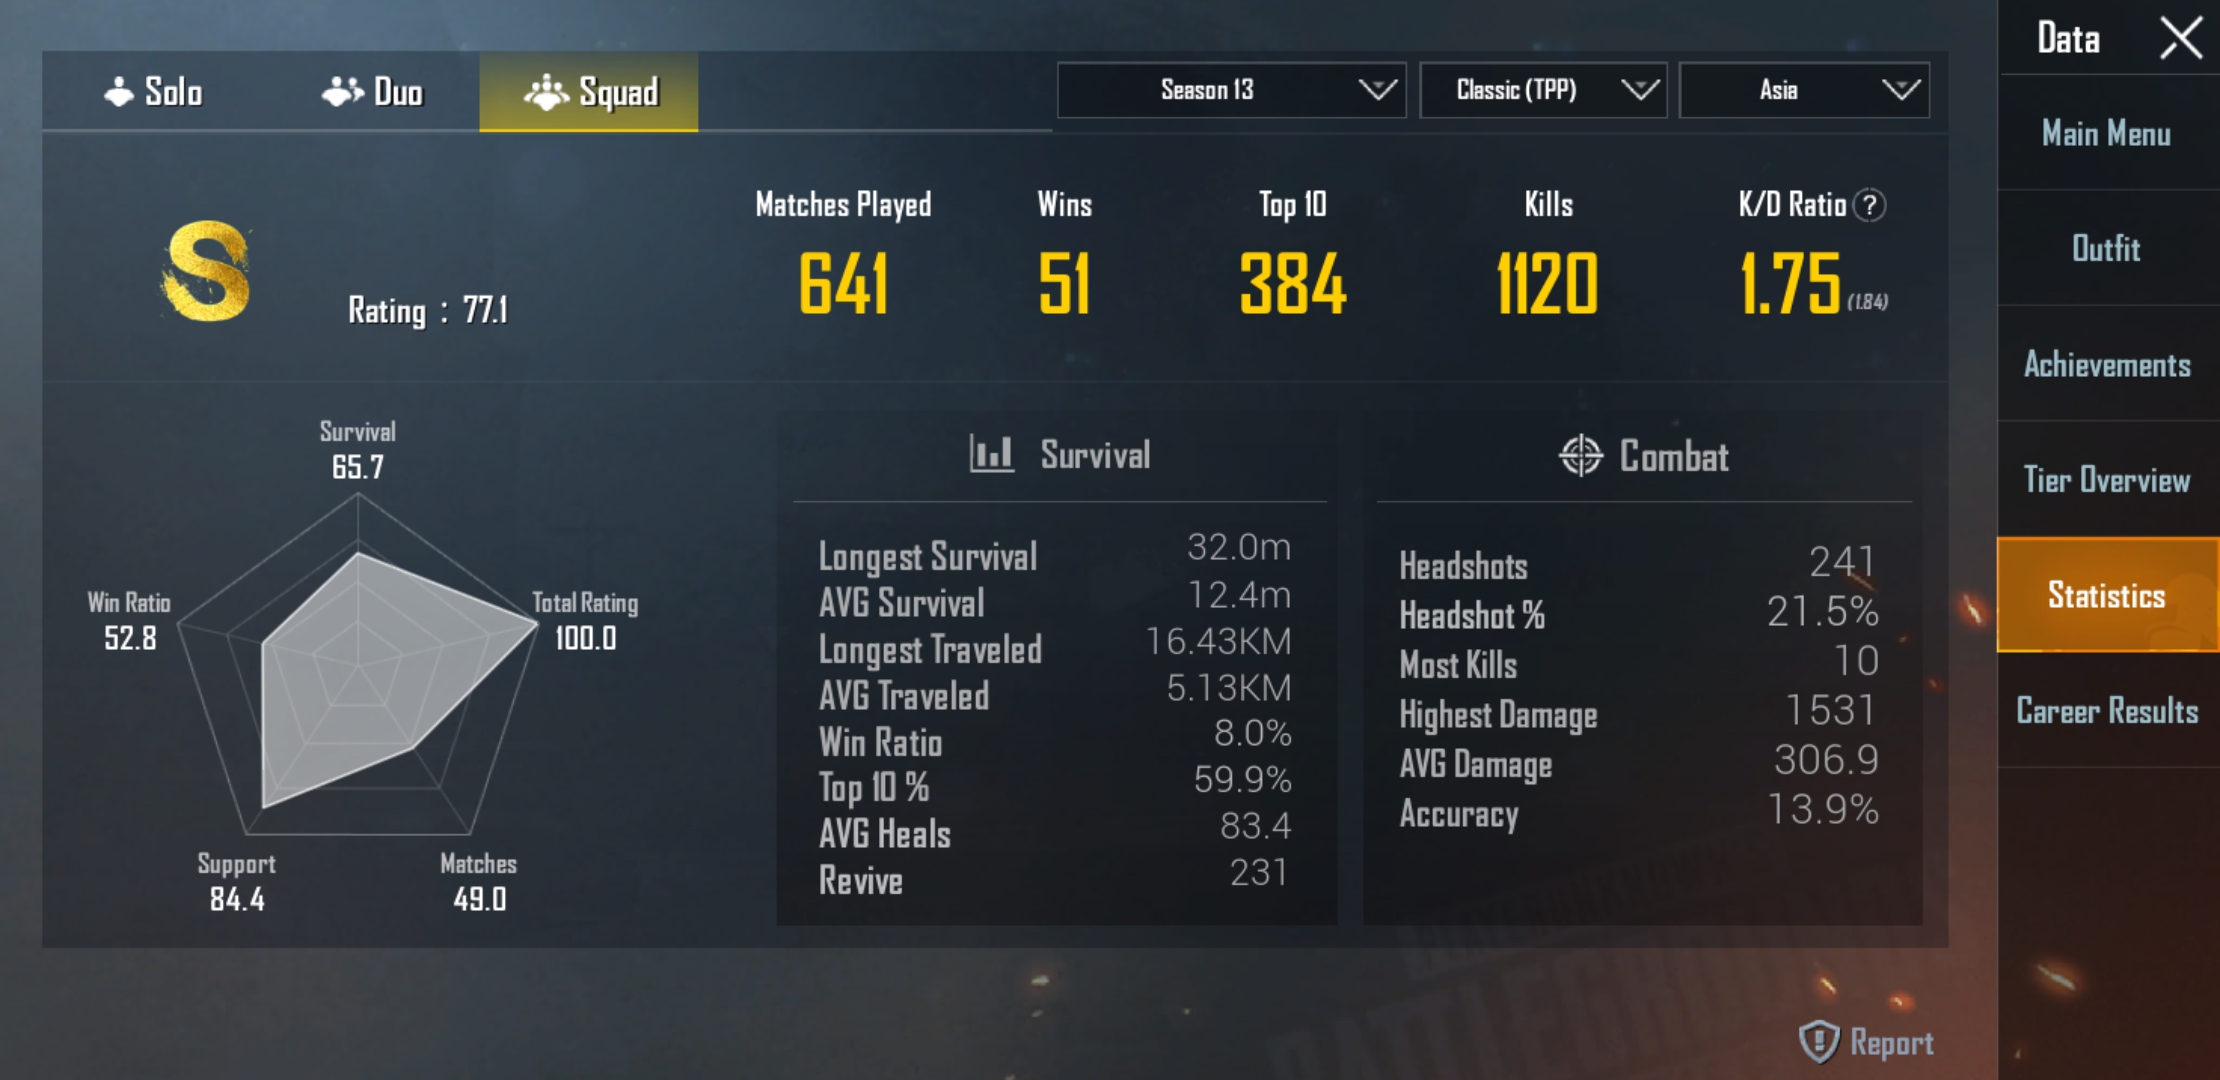 Solo
Duo
Squad
Season 13
Classic (TPP)
Asia
Data
Main Menu
Outfit
Achievements
Tier Overview
Statistics
Career Results
S
Rating : 77.1
Matches Played
641
Wins
51
Top 10
384
Kills
1120
K/D Ratio ?
1.75 (1.84)
Survival
65.7
Win Ratio
52.8
Total Rating
100.0
Support
84.4
Matches
49.0
Survival
Longest Survival 32.0m
AVG Survival 12.4m
Longest Traveled 16.43KM
AVG Traveled 5.13KM
Win Ratio 8.0%
Top 10 % 59.9%
AVG Heals 83.4
Revive 231
Combat
Headshots 241
Headshot % 21.5%
Most Kills 10
Highest Damage 1531
AVG Damage 306.9
Accuracy 13.9%
Report